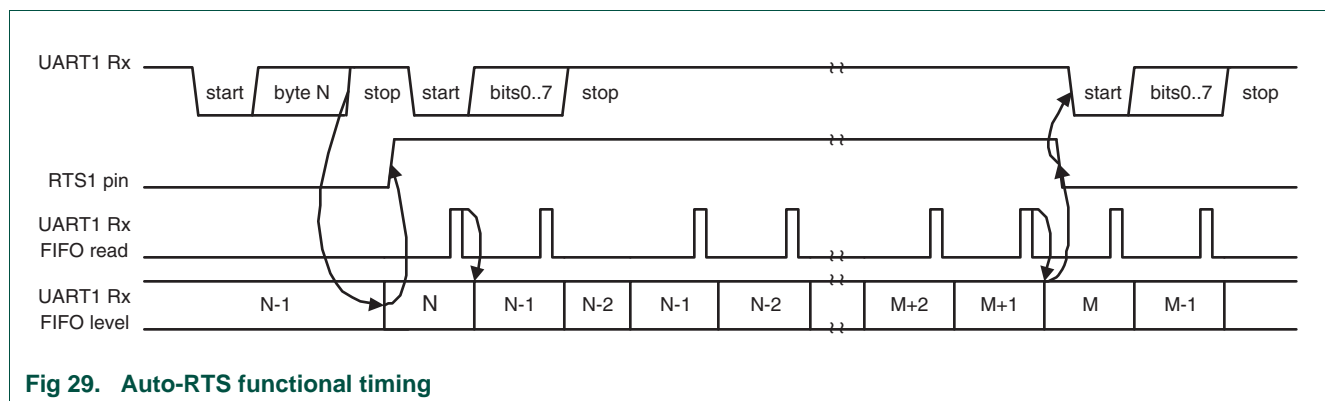 UART1 Rx
start byte N stop start bits0..7 stop start bits0..7 stop
RTS1 pin
UART1 Rx
FIFO read
UART1 Rx
FIFO level
N-1 N N-1 N-2 N-1 N-2 M+2 M+1 M M-1
Fig 29. Auto-RTS functional timing